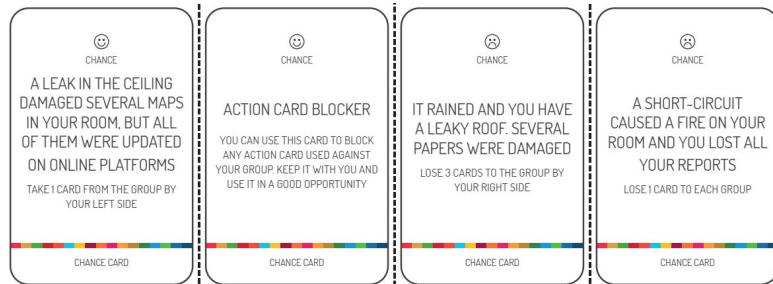 CHANCE
A LEAK IN THE CEILING
DAMAGED SEVERAL MAPS
IN YOUR ROOM, BUT ALL
OF THEM WERE UPDATED
ON ONLINE PLATFORMS
TAKE 1 CARD FROM THE GROUP BY
YOUR LEFT SIDE
CHANCE CARD
CHANCE
ACTION CARD BLOCKER
YOU CAN USE THIS CARD TO BLOCK
ANY ACTION CARD USED AGAINST
YOUR GROUP. KEEP IT WITH YOU AND
USE IT IN A GOOD OPPORTUNITY
CHANCE CARD
CHANCE
IT RAINED AND YOU HAVE
A LEAKY ROOF. SEVERAL
PAPERS WERE DAMAGED
LOSE 3 CARDS TO THE GROUP BY
YOUR RIGHT SIDE
CHANCE CARD
CHANCE
A SHORT-CIRCUIT
CAUSED A FIRE ON YOUR
ROOM AND YOU LOST ALL
YOUR REPORTS
LOSE 1 CARD TO EACH GROUP
CHANCE CARD